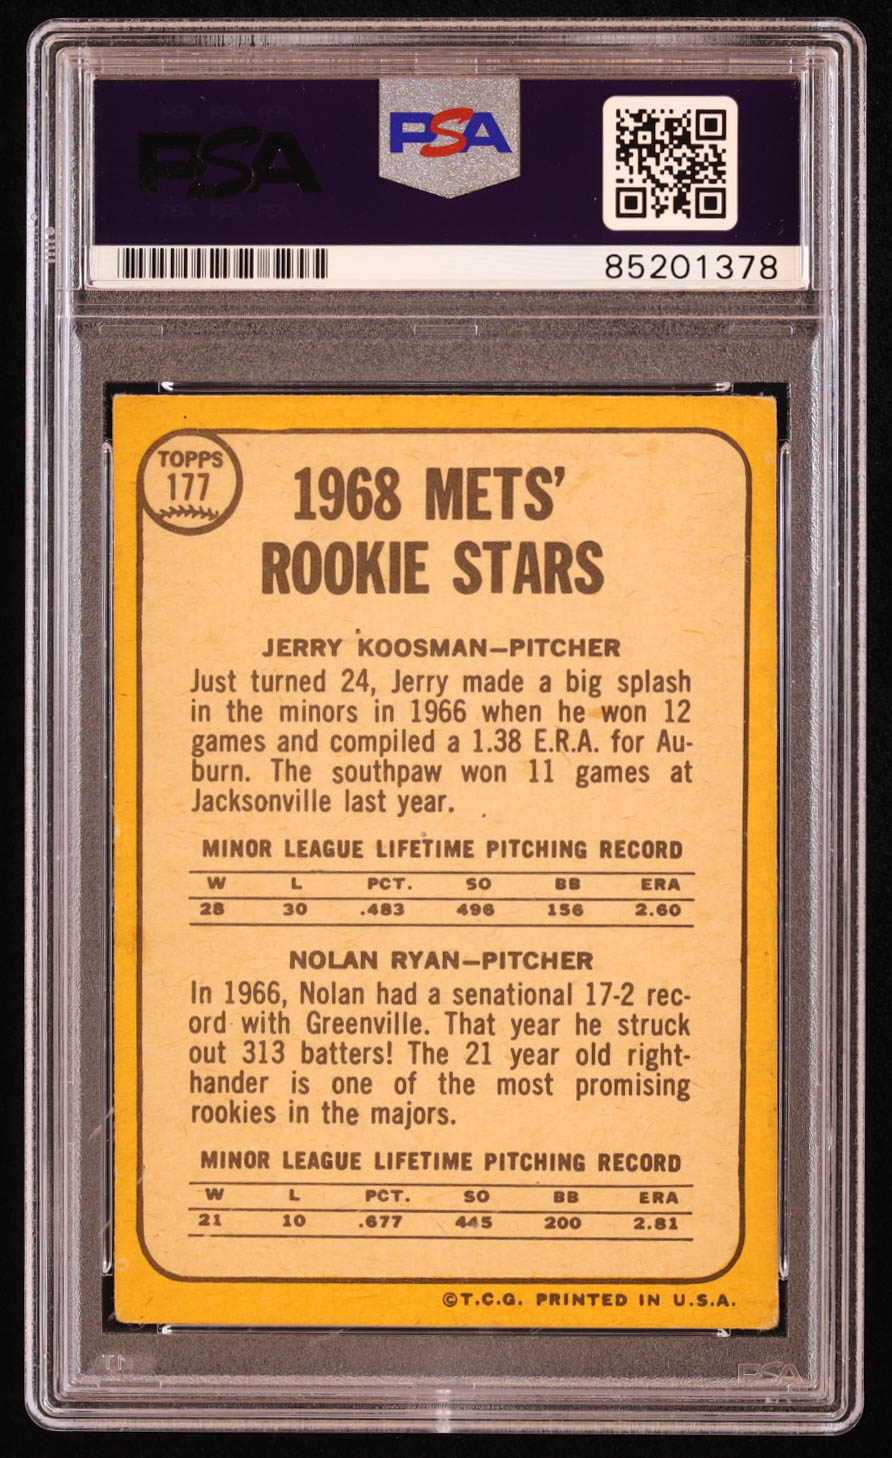 PSA
PSA
85201378
TOPPS
177
1968 METS'
ROOKIE STARS
JERRY KOOSMAN—PITCHER
Just turned 24, Jerry made a big splash
in the minors in 1966 when he won 12
games and compiled a 1.38 E.R.A. for Au-
burn. The southpaw won 11 games at
Jacksonville last year.
MINOR LEAGUE LIFETIME PITCHING RECORD
W L PCT. SO BB ERA
28 30 .483 496 156 2.60
NOLAN RYAN—PITCHER
In 1966, Nolan had a senational 17-2 rec-
ord with Greenville. That year he struck
out 313 batters! The 21 year old right-
hander is one of the most promising
rookies in the majors.
MINOR LEAGUE LIFETIME PITCHING RECORD
W L PCT. SO BB ERA
21 10 .677 445 200 2.81
©T.C.G. PRINTED IN U.S.A.
PSA